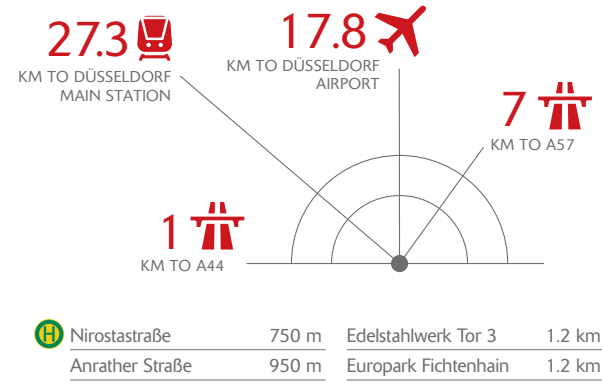 27.3
KM TO DÜSSELDORF
MAIN STATION
17.8
KM TO DÜSSELDORF
AIRPORT
7
KM TO A57
1
KM TO A44
H Nirostastraße 750 m Edelstahlwerk Tor 3 1.2 km
Anrather Straße 950 m Europark Fichtenhain 1.2 km